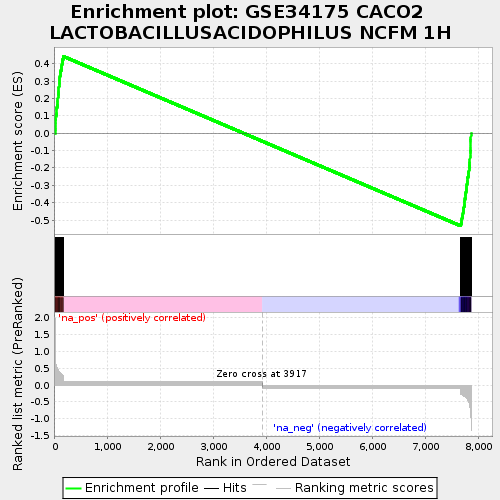 Enrichment plot: GSE34175 CACO2
LACTOBACILLUSACIDOPHILUS NCFM 1H
Enrichment score (ES)
0.4
0.3
0.2
0.1
0.0
-0.1
-0.2
-0.3
-0.4
-0.5
'na_pos' (positively correlated)
Ranked list metric (PreRanked)
2.0
1.5
1.0
0.5
0.0
-0.5
-1.0
-1.5
Zero cross at 3917
'na_neg' (negatively correlated)
0
1,000
2,000
3,000
4,000
5,000
6,000
7,000
8,000
Rank in Ordered Dataset
Enrichment profile
Hits
Ranking metric scores